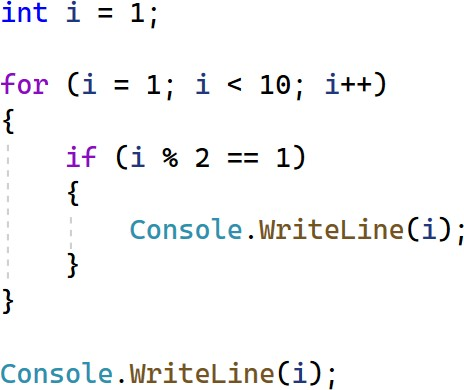 int i = 1;

for (i = 1; i < 10; i++)
{
    if (i % 2 == 1)
    {
        Console.WriteLine(i);
    }
}

Console.WriteLine(i);